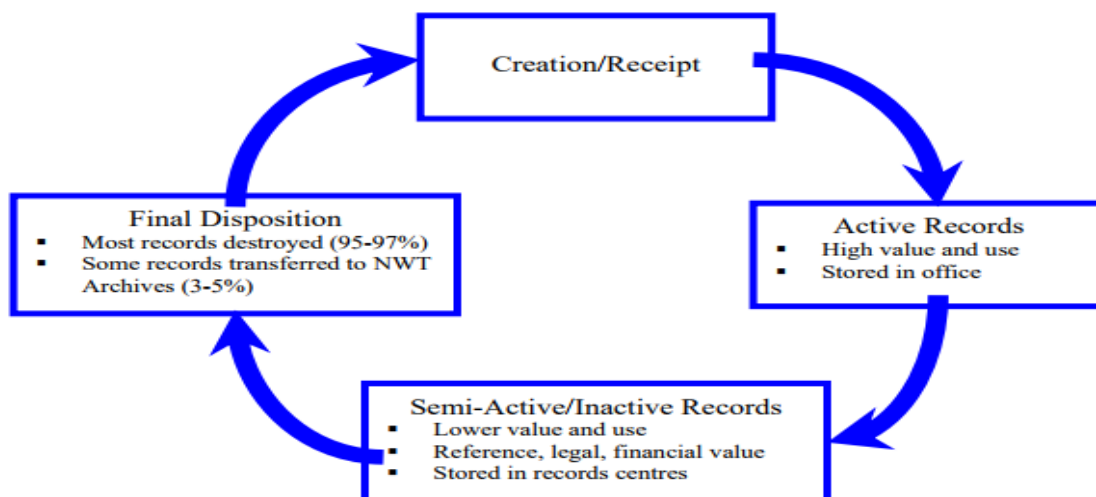 Creation/Receipt
Active Records
▪ High value and use
▪ Stored in office
Semi-Active/Inactive Records
▪ Lower value and use
▪ Reference, legal, financial value
▪ Stored in records centres
Final Disposition
▪ Most records destroyed (95-97%)
▪ Some records transferred to NWT
Archives (3-5%)